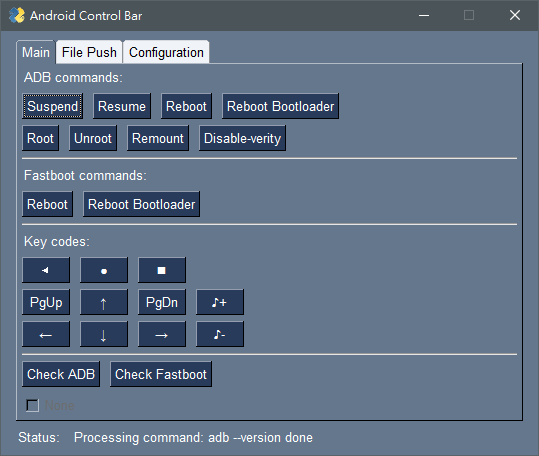 Android Control Bar
Main File Push Configuration
ADB commands:
Suspend Resume Reboot Reboot Bootloader
Root Unroot Remount Disable-verity
Fastboot commands:
Reboot Reboot Bootloader
Key codes:
◄ ● ■
PgUp ↑ PgDn ♪+
← ↓ → ♪-
Check ADB Check Fastboot
None
Status: Processing command: adb --version done